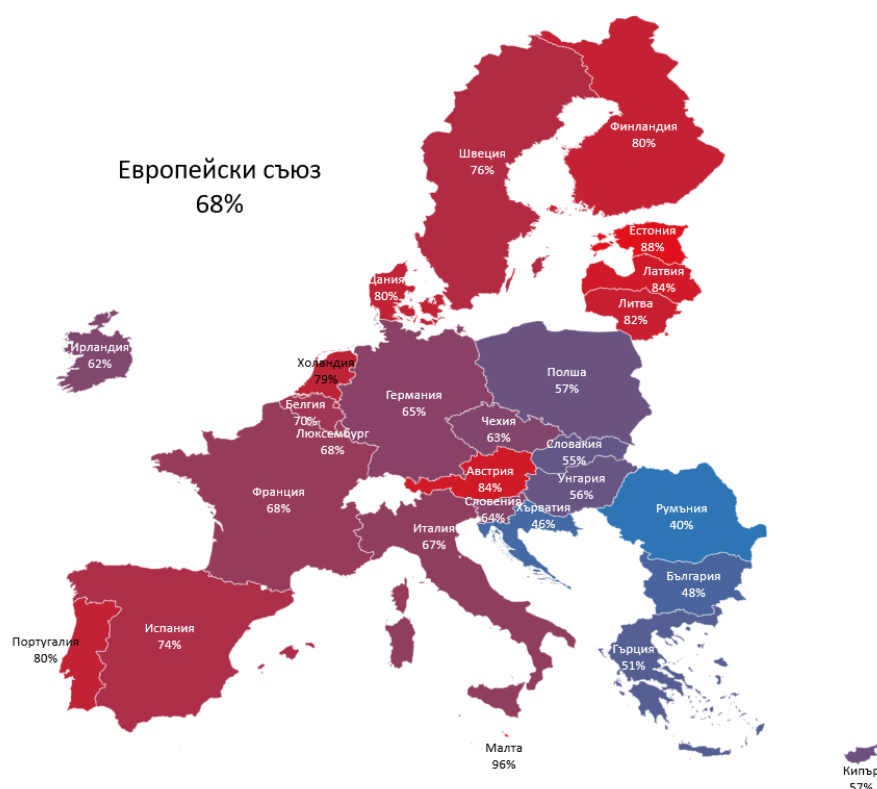 Европейски съюз
68%
Финландия
80%
Швеция
76%
Естония
88%
Латвия
84%
Литва
82%
Дания
80%
Ирландия
62%
Холандия
79%
Полша
57%
Германия
65%
Белгия
70%
Чехия
63%
Люксембург
68%
Словакия
55%
Австрия
84%
Унгария
56%
Франция
68%
Словения
64%
Хърватия
46%
Румъния
40%
Италия
67%
България
48%
Испания
74%
Португалия
80%
Гърция
51%
Малта
96%
Кипър
57%